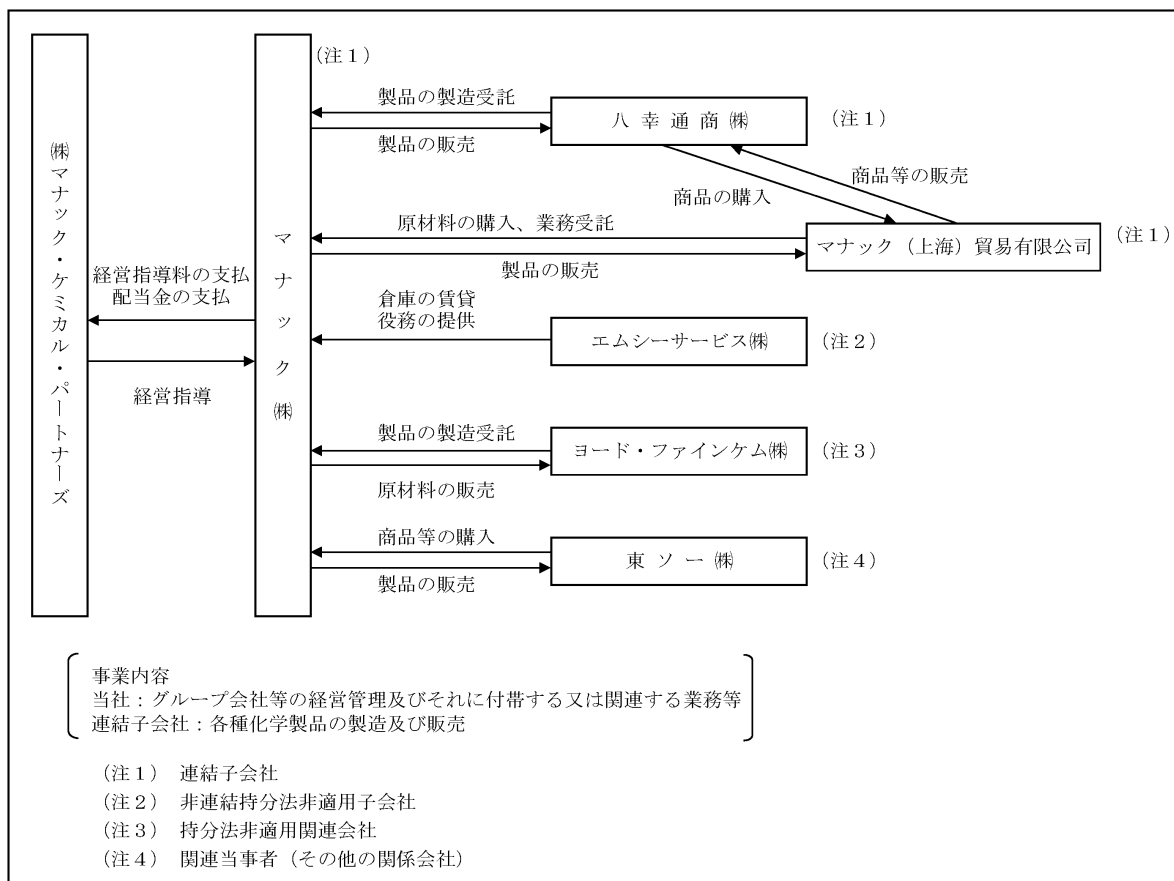 ㈱マナック・ケミカル・パートナーズ
経営指導料の支払
配当金の支払
経営指導
マナック㈱
（注１）
製品の製造受託
製品の販売
八幸通商㈱
（注１）
商品等の販売
商品の購入
原材料の購入、業務受託
製品の販売
マナック（上海）貿易有限公司
（注１）
倉庫の賃貸
役務の提供
エムシーサービス㈱
（注２）
製品の製造受託
原材料の販売
ヨード・ファインケム㈱
（注３）
商品等の購入
製品の販売
東ソー㈱
（注４）
事業内容
当社：グループ会社等の経営管理及びそれに付帯する又は関連する業務等
連結子会社：各種化学製品の製造及び販売
（注１） 連結子会社
（注２） 非連結持分法非適用子会社
（注３） 持分法非適用関連会社
（注４） 関連当事者（その他の関係会社）